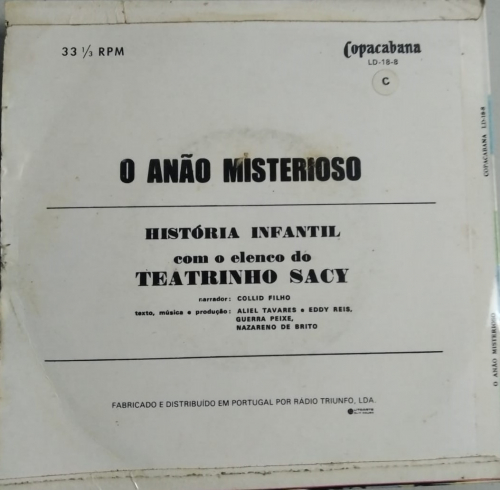 33 ⅓ RPM
Copacabana
LD-18-8
C
O ANÃO MISTERIOSO
HISTÓRIA INFANTIL
com o elenco do
TEATRINHO SACY
narrador: COLLID FILHO
texto, música e produção: ALIEL TAVARES e EDDY REIS,
GUERRA PEIXE,
NAZARENO DE BRITO
FABRICADO E DISTRIBUÍDO EM PORTUGAL POR RÁDIO TRIUNFO, LDA.
COPACABANA LD-18-8
O ANÃO MISTERIOSO